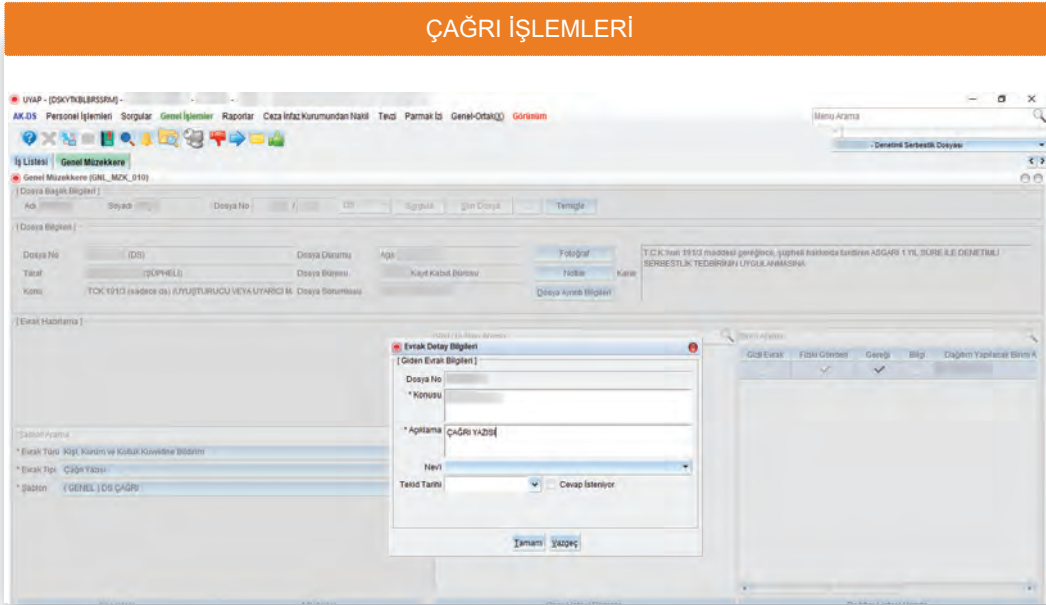 ÇAĞRI İŞLEMLERİ
UYAP - [DSKYTKBLBRSSRM] -
AK-DS Personel İşlemleri Sorgular Genel İşlemler Raporlar Ceza İnfaz Kurumundan Nakil Tevzi Parmak İzi Genel-Ortak(X) Görünüm
Menü Arama
- Denetimli Serbestlik Dosyası
İş Listesi Genel Müzekkere
Genel Müzekkere [GNL_MZK_010]
[ Dosya Başlık Bilgileri ]
Adı Soyadı Dosya No DS Sorgula Son Dosya Temizle
[ Dosya Bilgileri ]
Dosya No (DS) Dosya Durumu Açık Fotoğraf
Taraf (ŞÜPHELİ) Dosya Bürosu Kayıt Kabul Bürosu Notlar Karar
Konu TCK 191/3 (sadece ds) (UYUŞTURUCU VEYA UYARICI M. Dosya Sorumlusu Dosya Ayrıntı Bilgileri
T.C.K.'nun 191/3 maddesi gereğince, şüpheli hakkında
ASGARİ 1 YIL SÜRE İLE DENETİMLİ
SERBESTLİK TEDBİRİNİN UYGULANMASINA
[ Evrak Hazırlama ]
Menü Arama
Gizli Evrak Fiziki Gönderi Gereği Bilgi Dağıtım Yapılacak Birim A
Evrak Detay Bilgileri
[ Giden Evrak Bilgileri ]
Dosya No
* Konusu
* Açıklama ÇAĞRI YAZISI
Nevi
Tekid Tarihi Cevap İsteniyor
Tamam Vazgeç
Şablon Arama
* Evrak Türü Kişi, Kurum ve Kolluk Kuvvetine Bildirim
* Evrak Tipi Çağrı Yazısı
* Şablon ( GENEL ) DS ÇAĞRI